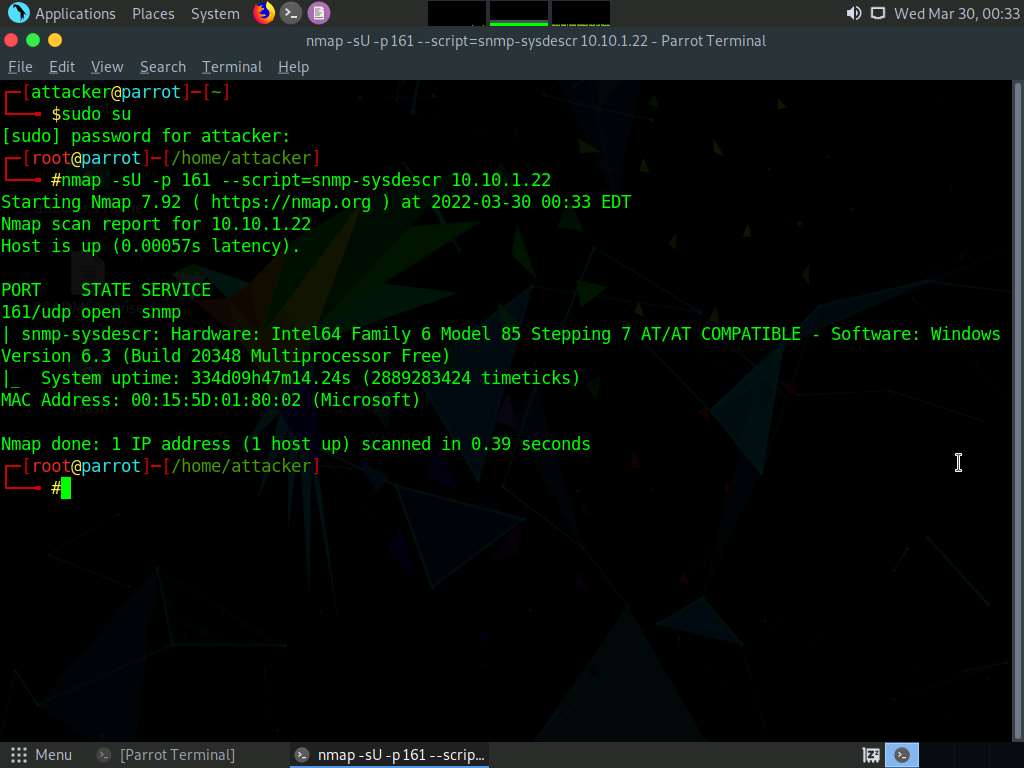 Applications Places System Wed Mar 30, 00:33
nmap -sU -p 161 --script=snmp-sysdescr 10.10.1.22 - Parrot Terminal
File Edit View Search Terminal Help
┌─[attacker@parrot]─[~]
└──╼ $sudo su
[sudo] password for attacker:
┌─[root@parrot]─[/home/attacker]
└──╼ #nmap -sU -p 161 --script=snmp-sysdescr 10.10.1.22
Starting Nmap 7.92 ( https://nmap.org ) at 2022-03-30 00:33 EDT
Nmap scan report for 10.10.1.22
Host is up (0.00057s latency).
PORT    STATE SERVICE
161/udp open  snmp
| snmp-sysdescr: Hardware: Intel64 Family 6 Model 85 Stepping 7 AT/AT COMPATIBLE - Software: Windows
Version 6.3 (Build 20348 Multiprocessor Free)
|_  System uptime: 334d09h47m14.24s (2889283424 timeticks)
MAC Address: 00:15:5D:01:80:02 (Microsoft)
Nmap done: 1 IP address (1 host up) scanned in 0.39 seconds
┌─[root@parrot]─[/home/attacker]
└──╼ #
Menu [Parrot Terminal] nmap -sU -p 161 --scrip...